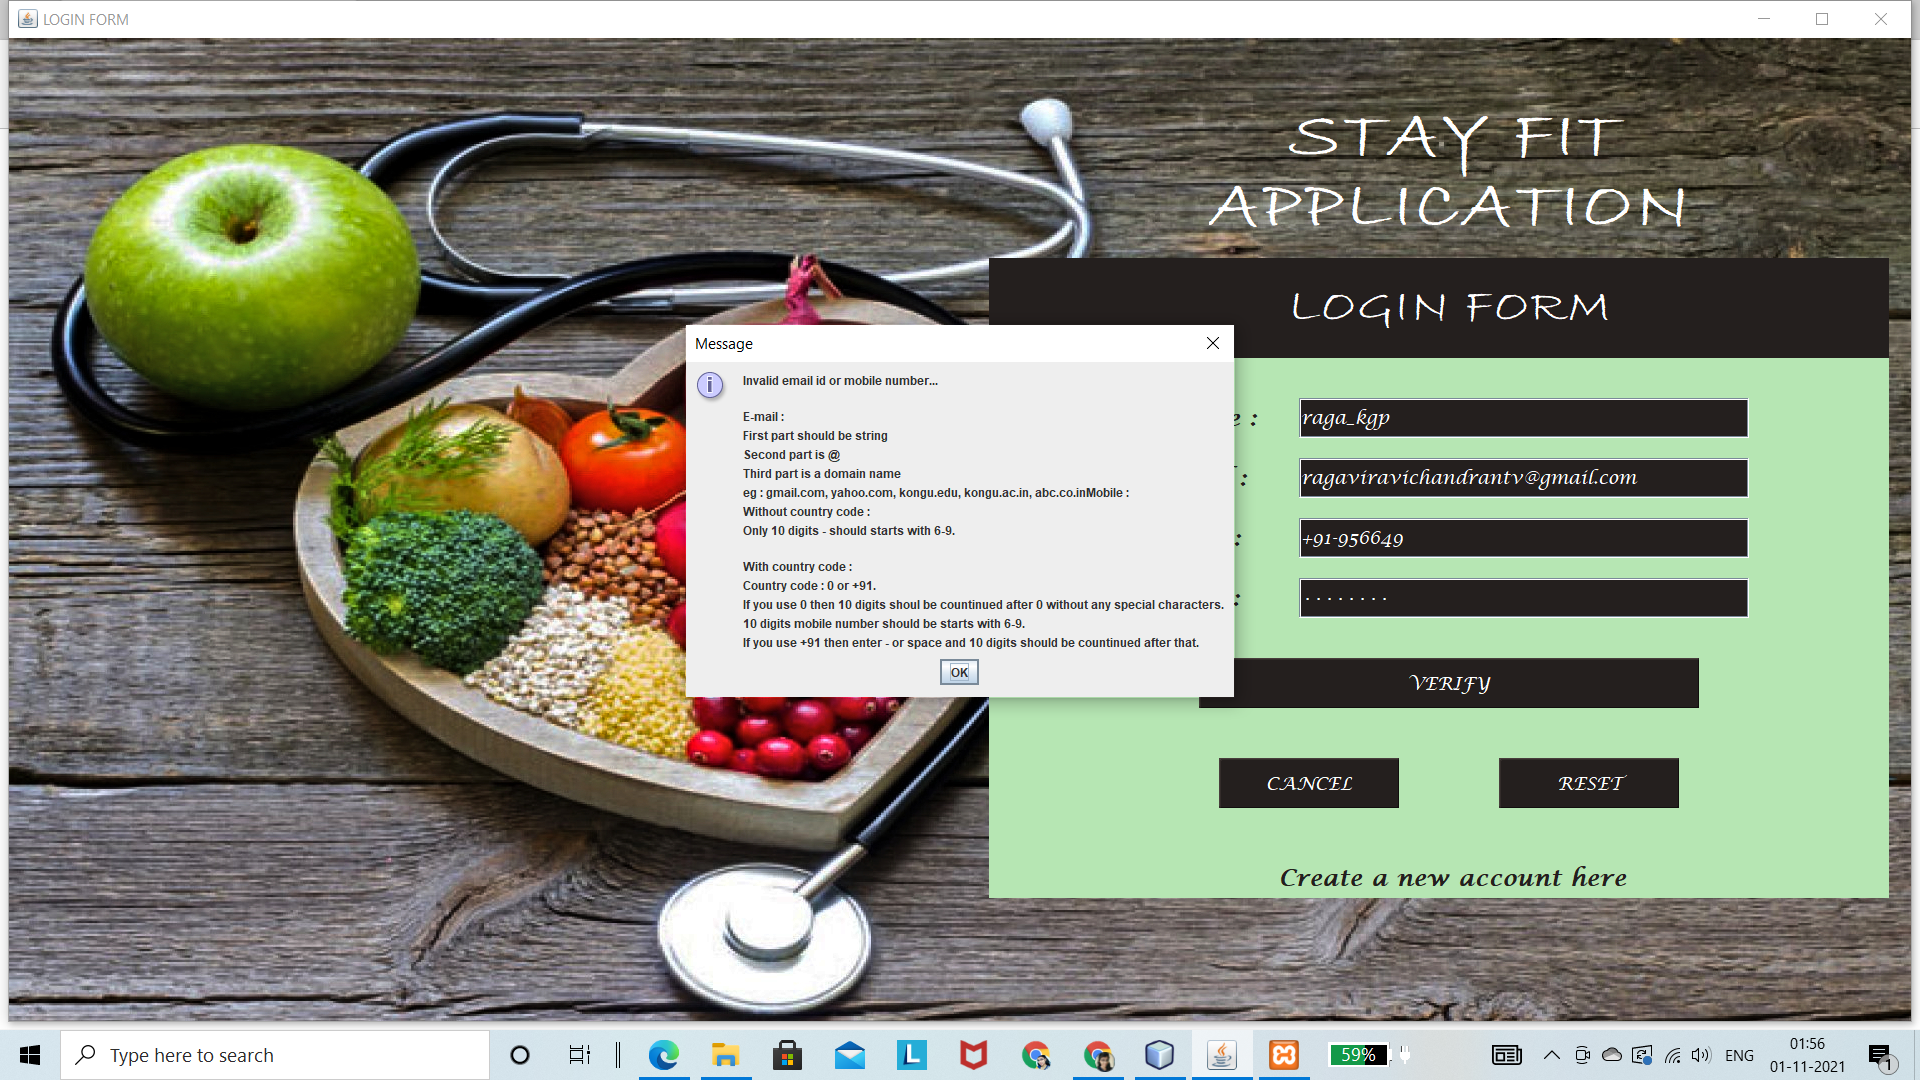 LOGIN FORM
STAY FIT
APPLICATION
LOGIN FORM
Message
Invalid email id or mobile number...
E-mail :
First part should be string
Second part is @
Third part is a domain name
eg : gmail.com, yahoo.com, kongu.edu, kongu.ac.in, abc.co.inMobile :
Without country code :
Only 10 digits - should starts with 6-9.
With country code :
Country code : 0 or +91.
If you use 0 then 10 digits shoul be countinued after 0 without any special characters.
10 digits mobile number should be starts with 6-9.
If you use +91 then enter - or space and 10 digits should be countinued after that.
OK
e :
raga_kgp
:
ragaviravichandrantv@gmail.com
:
+91-956649
:
VERIFY
CANCEL
RESET
Create a new account here
Type here to search
59%
ENG
01:56
01-11-2021
1